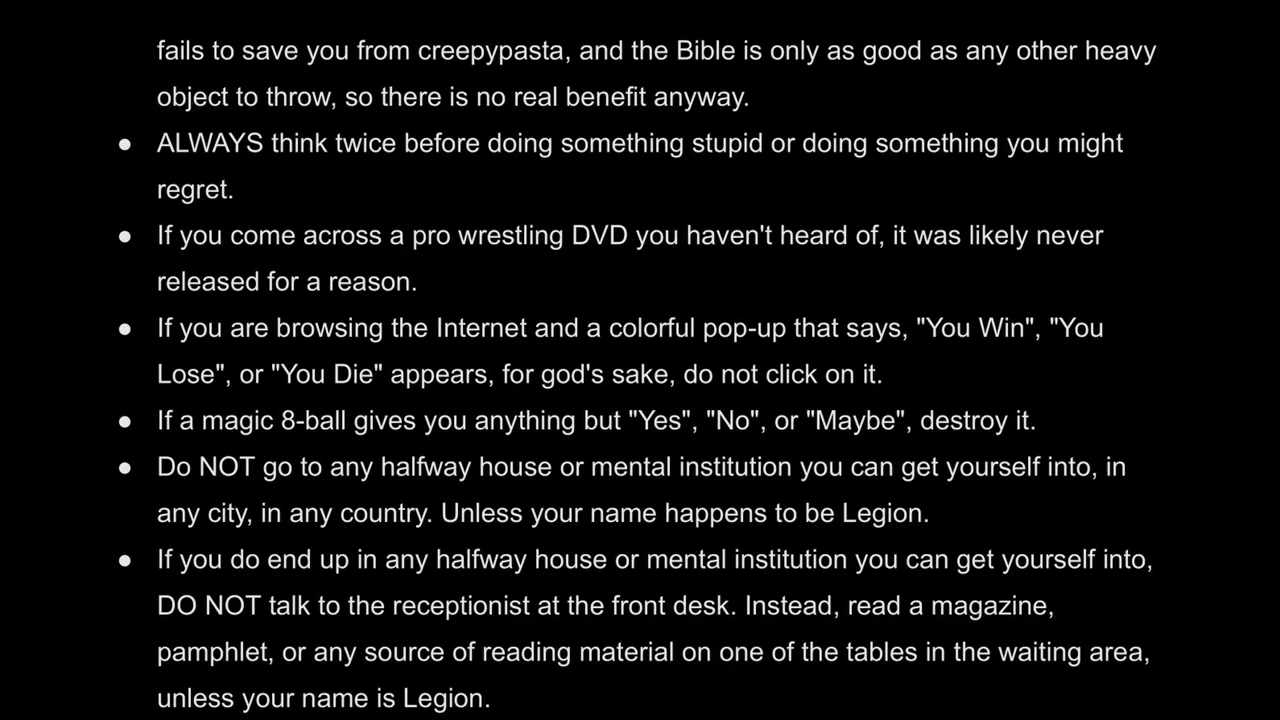 fails to save you from creepypasta, and the Bible is only as good as any other heavy
object to throw, so there is no real benefit anyway.
● ALWAYS think twice before doing something stupid or doing something you might
regret.
● If you come across a pro wrestling DVD you haven't heard of, it was likely never
released for a reason.
● If you are browsing the Internet and a colorful pop-up that says, "You Win", "You
Lose", or "You Die" appears, for god's sake, do not click on it.
● If a magic 8-ball gives you anything but "Yes", "No", or "Maybe", destroy it.
● Do NOT go to any halfway house or mental institution you can get yourself into, in
any city, in any country. Unless your name happens to be Legion.
● If you do end up in any halfway house or mental institution you can get yourself into,
DO NOT talk to the receptionist at the front desk. Instead, read a magazine,
pamphlet, or any source of reading material on one of the tables in the waiting area,
unless your name is Legion.